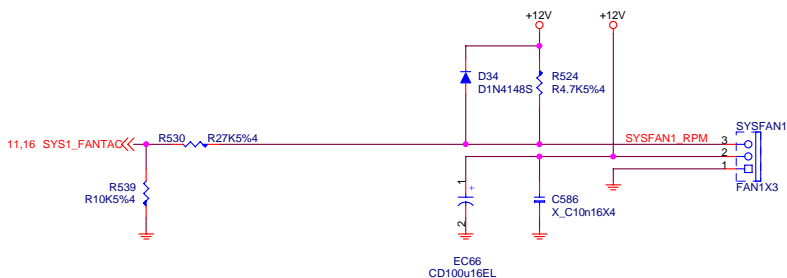 +12V
+12V
D34
D1N4148S
R524
R4.7K5%4
11,16 SYS1_FANTAC
R530
R27K5%4
SYSFAN1_RPM
SYSFAN1
3
2
1
FAN1X3
R539
R10K5%4
1
+
2
C586
X_C10n16X4
EC66
CD100u16EL